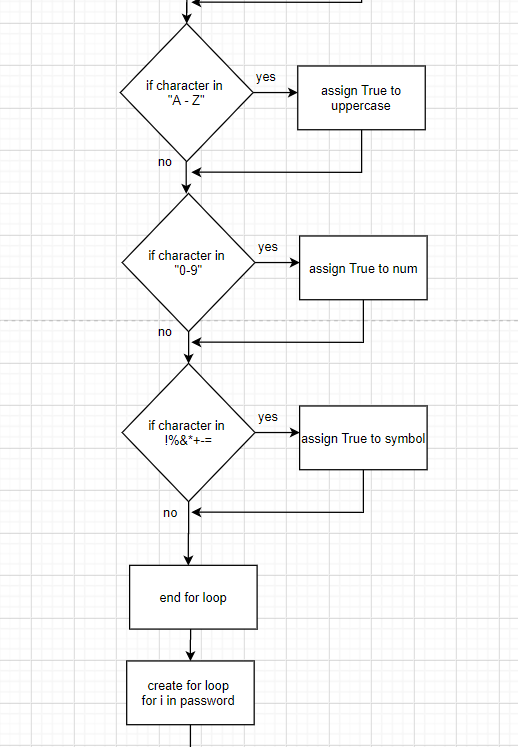 if character in
"A - Z"
yes
assign True to
uppercase
no
if character in
"0-9"
yes
assign True to num
no
if character in
!%&*+-=
yes
assign True to symbol
no
end for loop
create for loop
for i in password